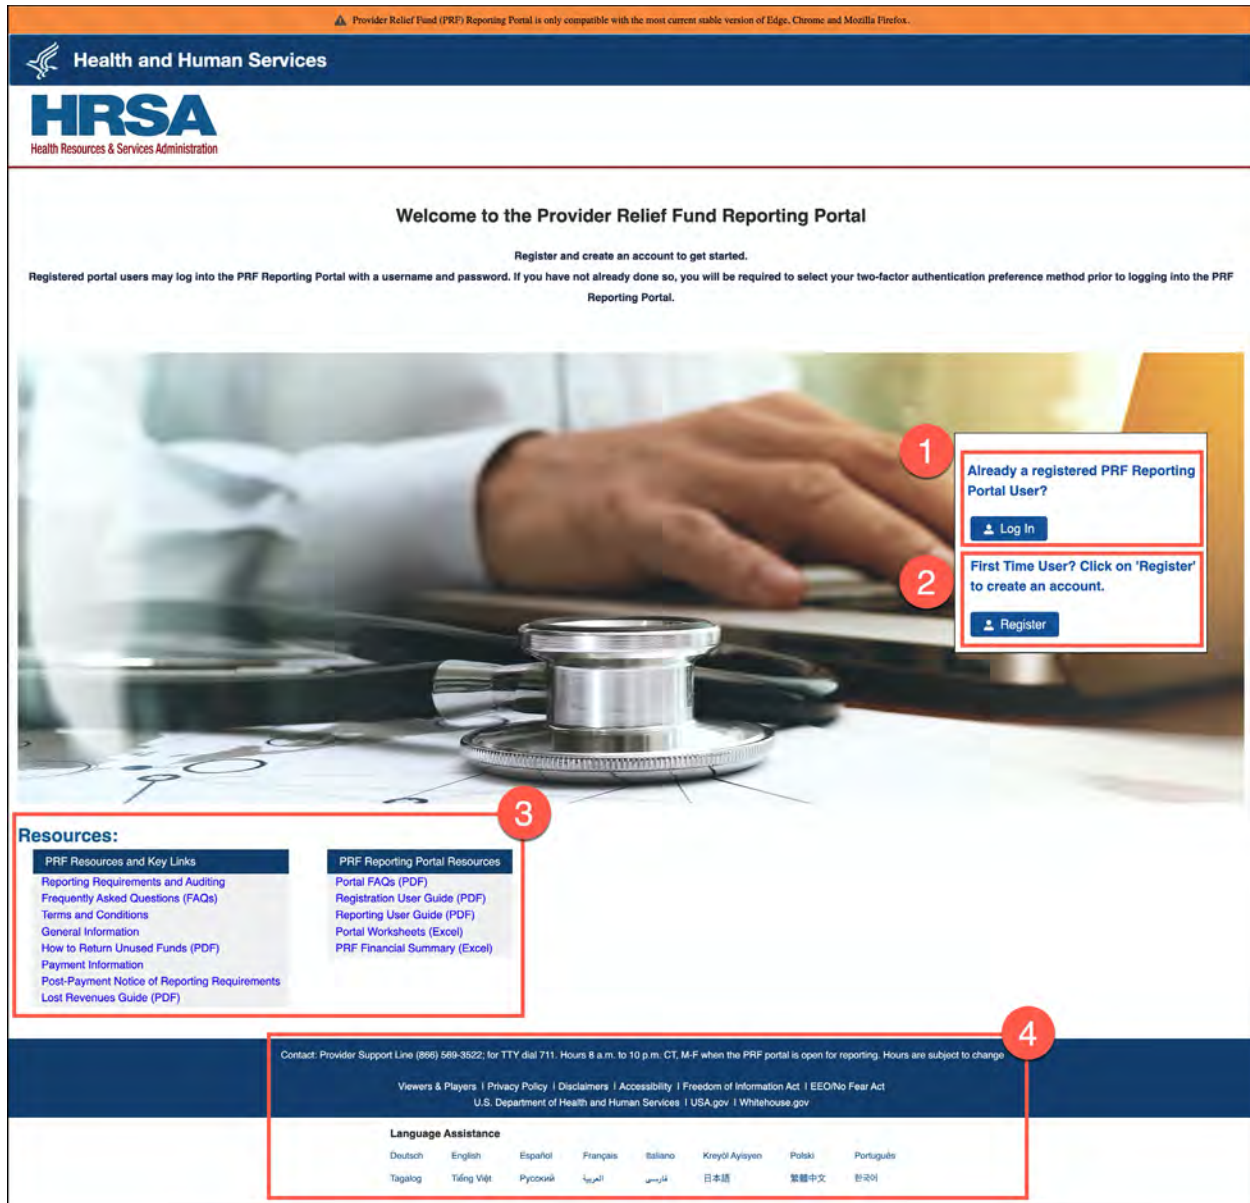 Provider Relief Fund (PRF) Reporting Portal is only compatible with the most current stable version of Edge, Chrome and Mozilla Firefox.
Health and Human Services
HRSA
Health Resources & Services Administration
Welcome to the Provider Relief Fund Reporting Portal
Register and create an account to get started.
Registered portal users may log into the PRF Reporting Portal with a username and password. If you have not already done so, you will be required to select your two-factor authentication preference method prior to logging into the PRF
Reporting Portal.
1
Already a registered PRF Reporting
Portal User?
Log In
2
First Time User? Click on 'Register'
to create an account.
Register
3
Resources:
PRF Resources and Key Links
Reporting Requirements and Auditing
Frequently Asked Questions (FAQs)
Terms and Conditions
General Information
How to Return Unused Funds (PDF)
Payment Information
Post-Payment Notice of Reporting Requirements
Lost Revenues Guide (PDF)
PRF Reporting Portal Resources
Portal FAQs (PDF)
Registration User Guide (PDF)
Reporting User Guide (PDF)
Portal Worksheets (Excel)
PRF Financial Summary (Excel)
4
Contact: Provider Support Line (866) 569-3522; for TTY dial 711. Hours 8 a.m. to 10 p.m. CT, M-F when the PRF portal is open for reporting. Hours are subject to change
Viewers & Players | Privacy Policy | Disclaimers | Accessibility | Freedom of Information Act | EEO/No Fear Act
U.S. Department of Health and Human Services | USA.gov | Whitehouse.gov
Language Assistance
Deutsch English Español Français Italiano Kreyòl Ayisyen Polski Português
Tagalog Tiếng Việt Русский العربية فارسی 日本語 繁體中文 한국어